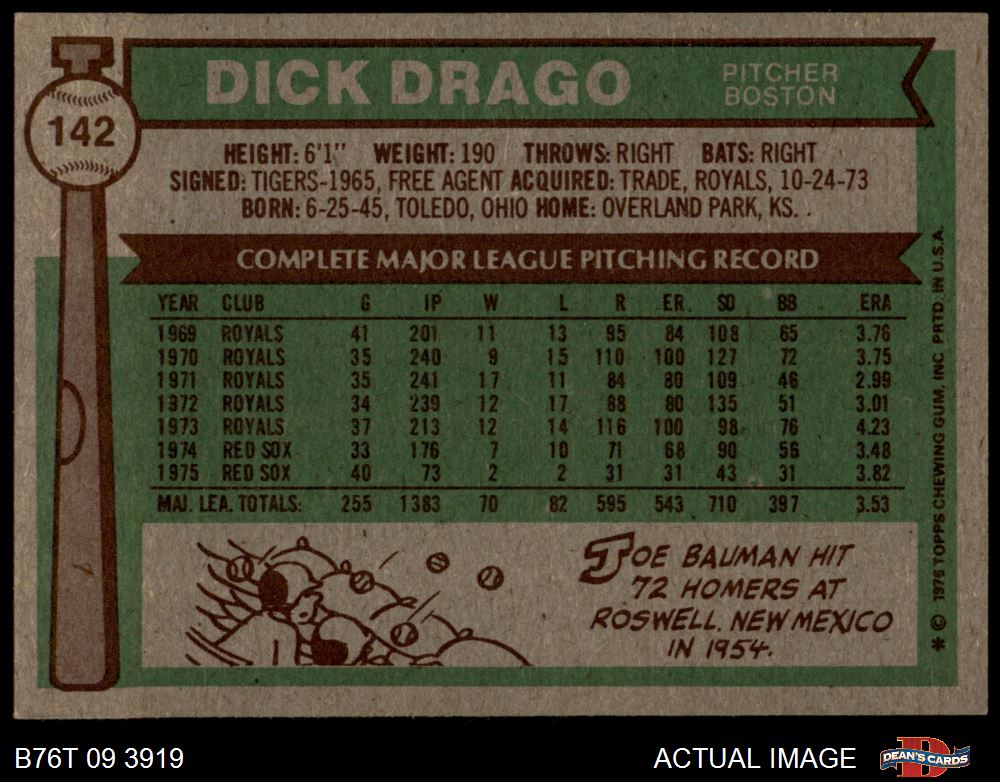 142
DICK DRAGO
PITCHER
BOSTON
HEIGHT: 6'1" WEIGHT: 190 THROWS: RIGHT BATS: RIGHT
SIGNED: TIGERS-1965, FREE AGENT ACQUIRED: TRADE, ROYALS, 10-24-73
BORN: 6-25-45, TOLEDO, OHIO HOME: OVERLAND PARK, KS. .
COMPLETE MAJOR LEAGUE PITCHING RECORD
YEAR CLUB G IP W L R ER. SO BB ERA
1969 ROYALS 41 201 11 13 95 84 108 65 3.76
1970 ROYALS 35 240 9 15 110 100 127 72 3.75
1971 ROYALS 35 241 17 11 84 80 109 46 2.99
1972 ROYALS 34 239 12 17 88 80 135 51 3.01
1973 ROYALS 37 213 12 14 116 100 98 76 4.23
1974 RED SOX 33 176 7 10 71 68 90 56 3.48
1975 RED SOX 40 73 2 2 31 31 43 31 3.82
MAJ. LEA. TOTALS: 255 1383 70 82 595 543 710 397 3.53
JOE BAUMAN HIT
72 HOMERS AT
ROSWELL, NEW MEXICO
IN 1954.
* © 1976 TOPPS CHEWING GUM, INC. PRTD. IN U.S.A.
B76T 09 3919
ACTUAL IMAGE
D
DEAN'S CARDS